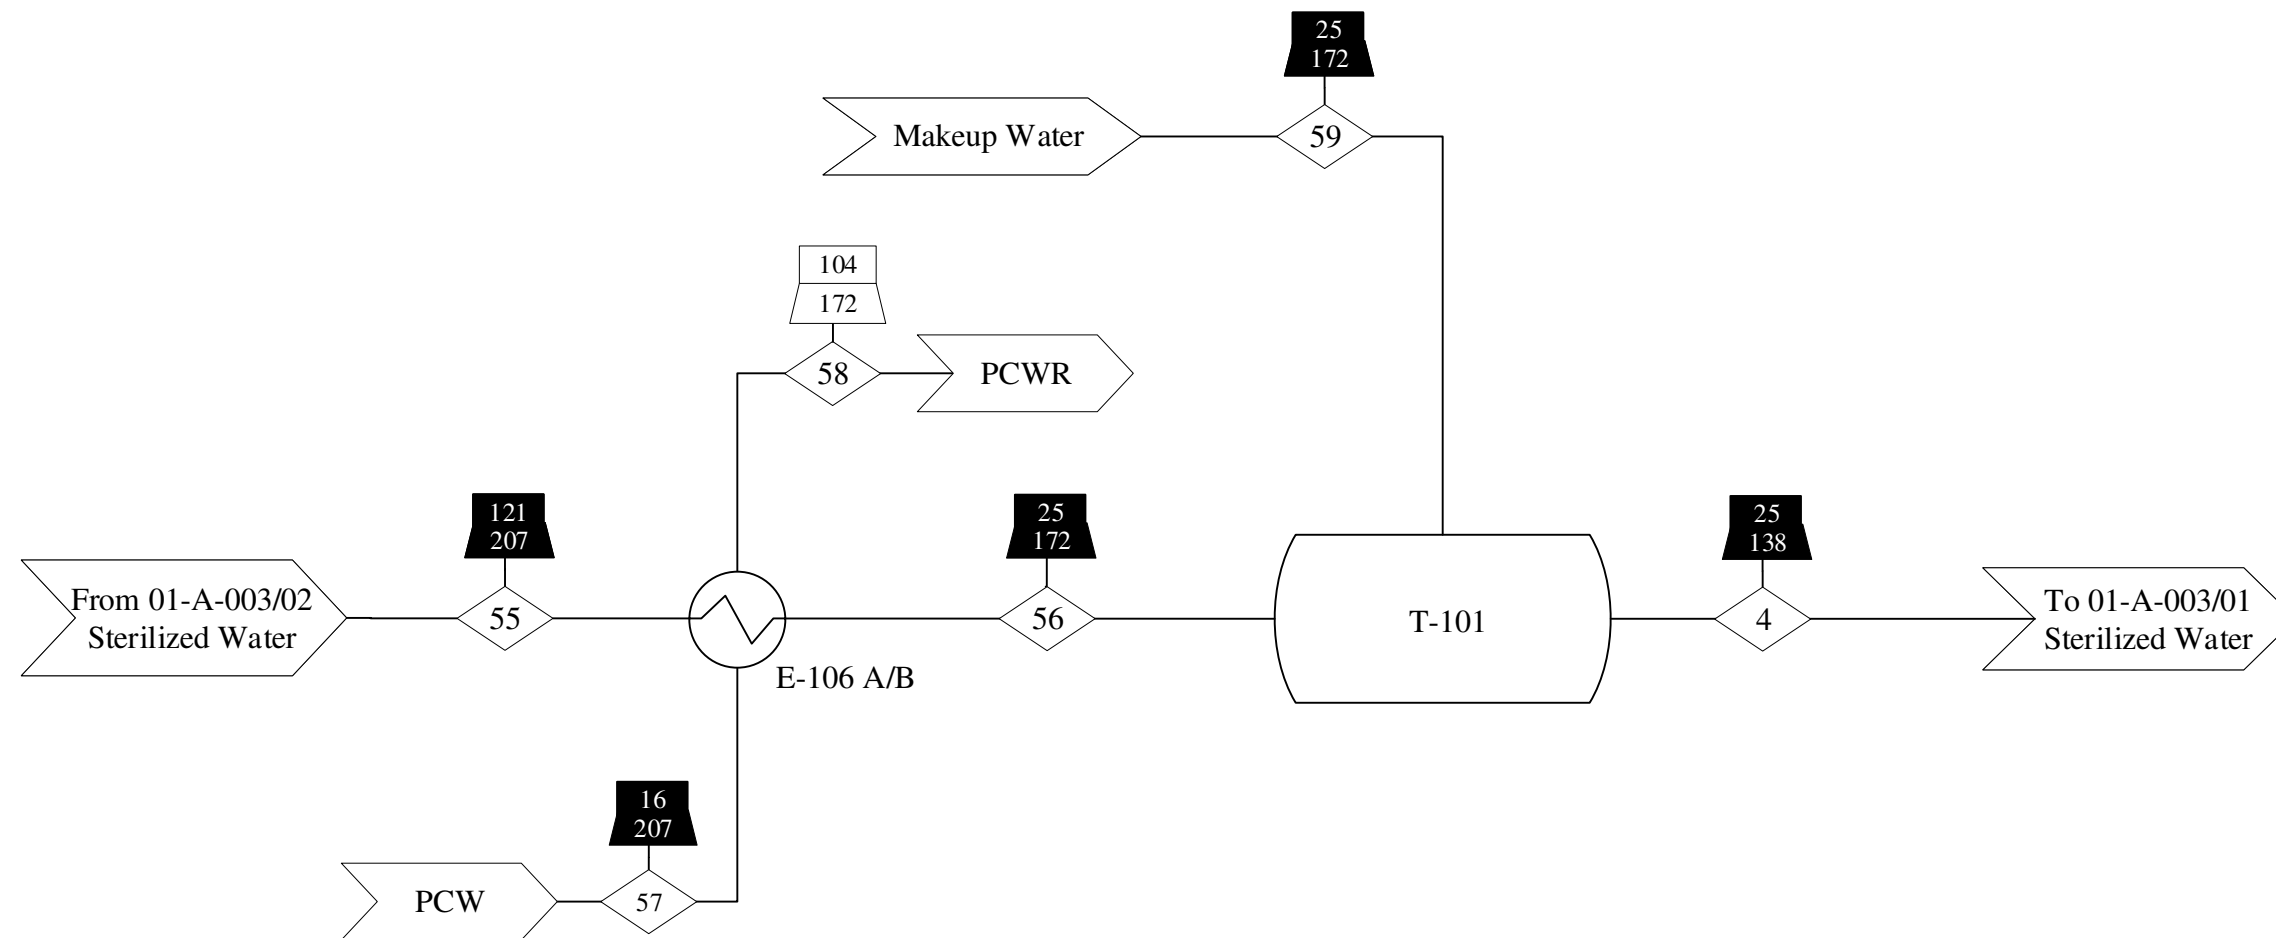 25
172
Makeup Water
59
104
172
58
PCWR
121
207
25
172
25
138
From 01-A-003/02
Sterilized Water
55
56
T-101
4
To 01-A-003/01
Sterilized Water
E-106 A/B
16
207
PCW
57